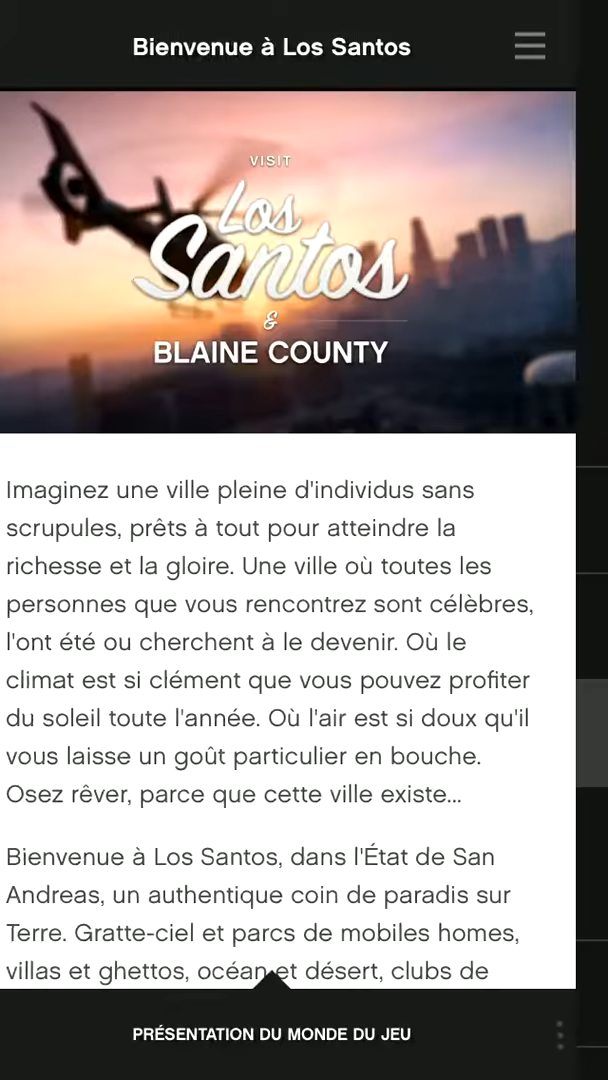 Bienvenue à Los Santos
VISIT
Los
Santos
&
BLAINE COUNTY
Imaginez une ville pleine d'individus sans
scrupules, prêts à tout pour atteindre la
richesse et la gloire. Une ville où toutes les
personnes que vous rencontrez sont célèbres,
l'ont été ou cherchent à le devenir. Où le
climat est si clément que vous pouvez profiter
du soleil toute l'année. Où l'air est si doux qu'il
vous laisse un goût particulier en bouche.
Osez rêver, parce que cette ville existe...
Bienvenue à Los Santos, dans l'État de San
Andreas, un authentique coin de paradis sur
Terre. Gratte-ciel et parcs de mobiles homes,
villas et ghettos, océan et désert, clubs de
PRÉSENTATION DU MONDE DU JEU